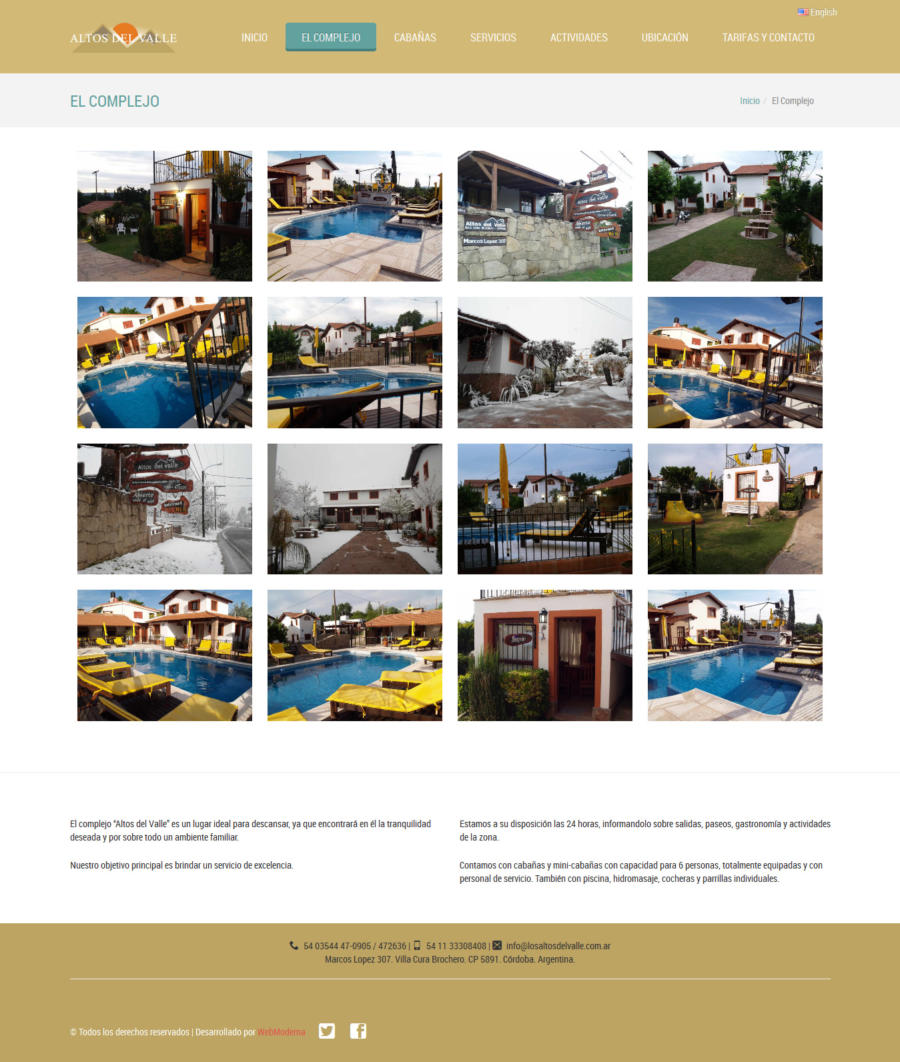 English
ALTOS DEL VALLE
INICIO
EL COMPLEJO
CABAÑAS
SERVICIOS
ACTIVIDADES
UBICACIÓN
TARIFAS Y CONTACTO
EL COMPLEJO
Inicio / El Complejo
Altos del Valle
Marcos Lopez 307
Altos del Valle
Altos del Valle
Abierto
El complejo "Altos del Valle" es un lugar ideal para descansar, ya que encontrará en él la tranquilidad
deseada y por sobre todo un ambiente familiar.
Nuestro objetivo principal es brindar un servicio de excelencia.
Estamos a su disposición las 24 horas, informandolo sobre salidas, paseos, gastronomía y actividades
de la zona.
Contamos con cabañas y mini-cabañas con capacidad para 6 personas, totalmente equipadas y con
personal de servicio. También con piscina, hidromasaje, cocheras y parrillas individuales.
54 03544 47-0905 / 472636 | 54 11 33308408 | info@losaltosdelvalle.com.ar
Marcos Lopez 307. Villa Cura Brochero. CP 5891. Córdoba. Argentina.
© Todos los derechos reservados | Desarrollado por WebModerna